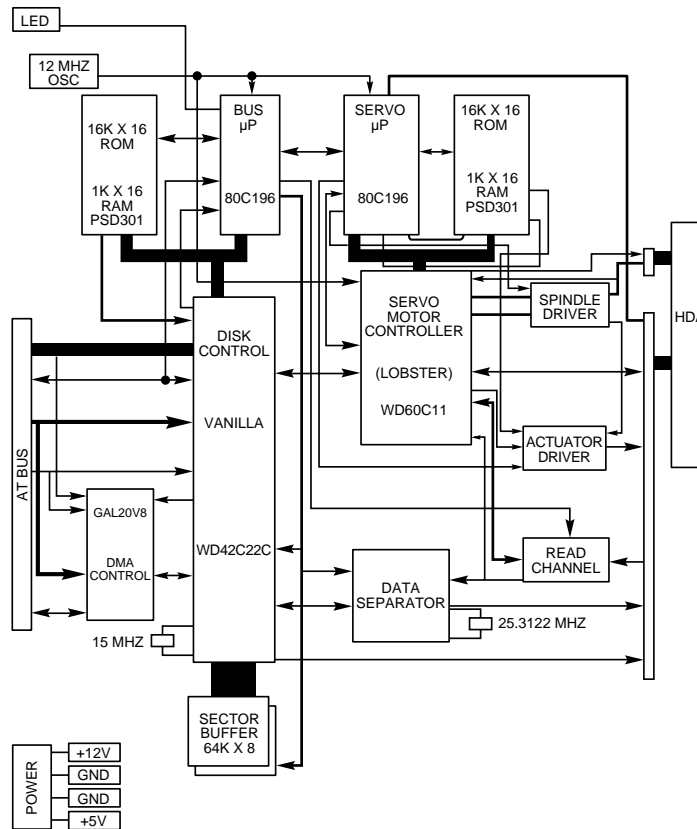 LED
12 MHZ
OSC
BUS
µP
80C196
SERVO
µP
80C196
16K X 16
ROM
1K X 16
RAM
PSD301
16K X 16
ROM
1K X 16
RAM
PSD301
DISK
CONTROL
VANILLA
WD42C22C
SERVO
MOTOR
CONTROLLER
(LOBSTER)
WD60C11
SPINDLE
DRIVER
HDA
AT BUS
ACTUATOR
DRIVER
GAL20V8
DMA
CONTROL
READ
CHANNEL
DATA
SEPARATOR
25.3122 MHZ
15 MHZ
SECTOR
BUFFER
64K X 8
POWER
+12V
GND
GND
+5V